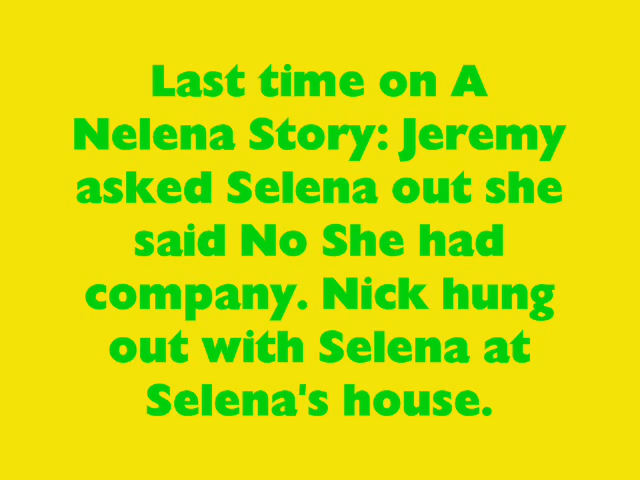 Last time on A
Nelena Story: Jeremy
asked Selena out she
said No She had
company. Nick hung
out with Selena at
Selena's house.